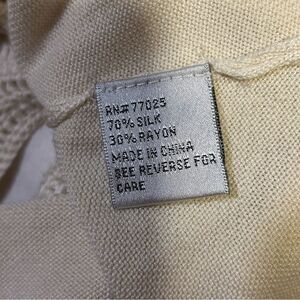 RN# 77025
70% SILK
30% RAYON
MADE IN CHINA
SEE REVERSE FOR
CARE